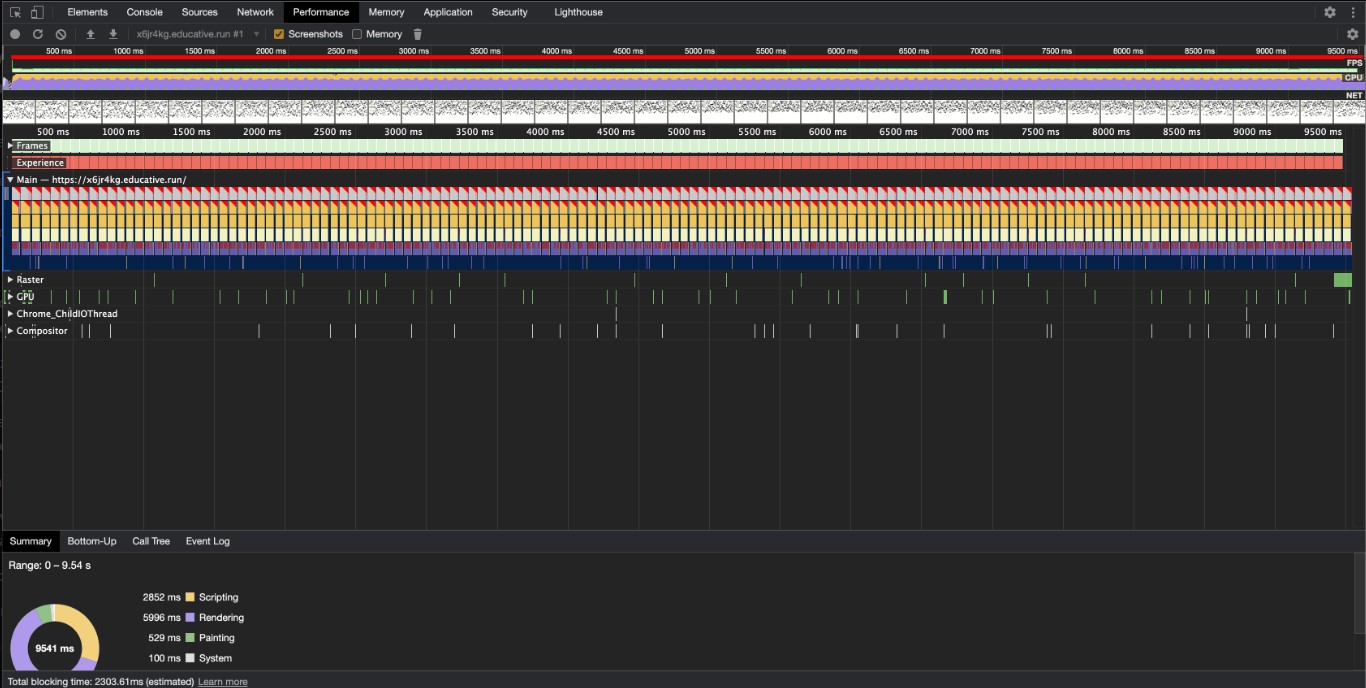 Elements Console Sources Network Performance Memory Application Security Lighthouse
x6jr4kg.educative.run #1 Screenshots Memory
500 ms 1000 ms 1500 ms 2000 ms 2500 ms 3000 ms 3500 ms 4000 ms 4500 ms 5000 ms 5500 ms 6000 ms 6500 ms 7000 ms 7500 ms 8000 ms 8500 ms 9000 ms 9500 ms
FPS
CPU
NET
500 ms 1000 ms 1500 ms 2000 ms 2500 ms 3000 ms 3500 ms 4000 ms 4500 ms 5000 ms 5500 ms 6000 ms 6500 ms 7000 ms 7500 ms 8000 ms 8500 ms 9000 ms 9500 ms
Frames
Experience
Main — https://x6jr4kg.educative.run/
Raster
GPU
Chrome_ChildIOThread
Compositor
Summary Bottom-Up Call Tree Event Log
Range: 0 – 9.54 s
2852 ms Scripting
5996 ms Rendering
529 ms Painting
9541 ms
100 ms System
Total blocking time: 2303.61ms (estimated) Learn more